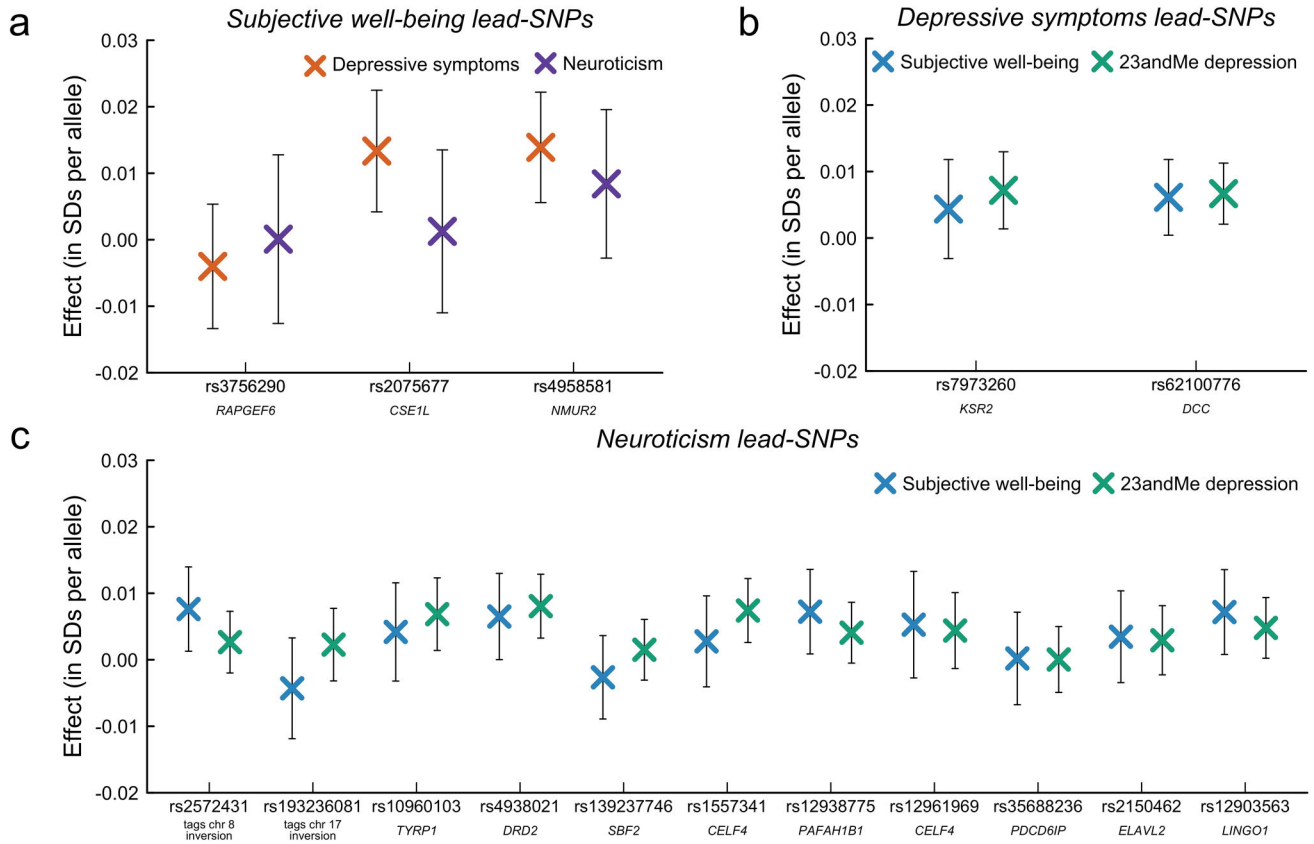 a
Subjective well-being lead-SNPs
Depressive symptoms
Neuroticism
Effect (in SDs per allele)
0.03
0.02
0.01
0.00
-0.01
-0.02
rs3756290
rs2075677
rs4958581
RAPGEF6
CSE1L
NMUR2
b
Depressive symptoms lead-SNPs
Subjective well-being
23andMe depression
Effect (in SDs per allele)
0.03
0.02
0.01
0.00
-0.01
-0.02
rs7973260
rs62100776
KSR2
DCC
c
Neuroticism lead-SNPs
Subjective well-being
23andMe depression
Effect (in SDs per allele)
0.03
0.02
0.01
0.00
-0.01
-0.02
rs2572431
rs193236081
rs10960103
rs4938021
rs139237746
rs1557341
rs12938775
rs12961969
rs35688236
rs2150462
rs12903563
tags chr 8
inversion
tags chr 17
inversion
TYRP1
DRD2
SBF2
CELF4
PAFAH1B1
CELF4
PDCD6IP
ELAVL2
LINGO1